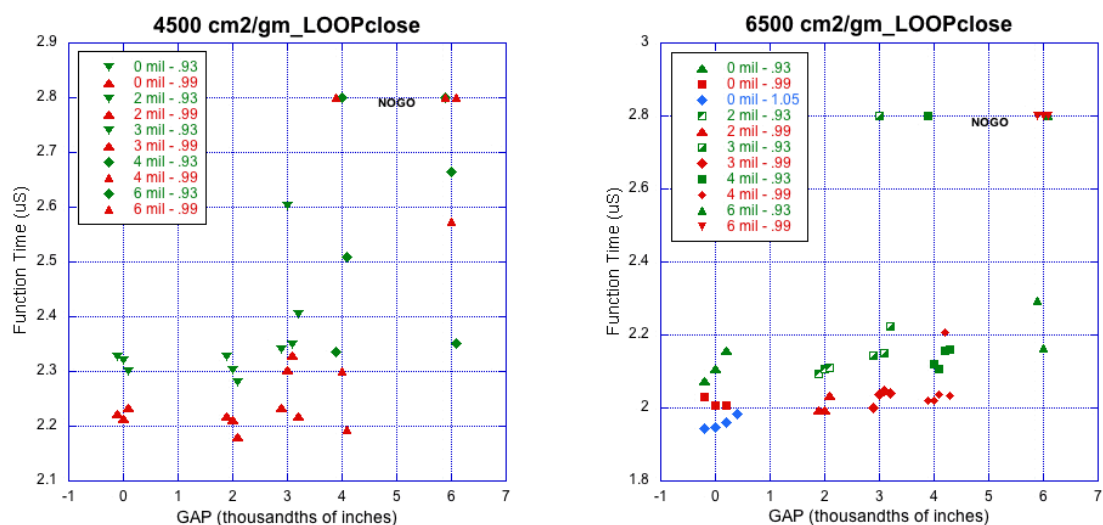 4500 cm2/gm_LOOPclose
2.9
2.8
2.7
2.6
2.5
2.4
2.3
2.2
2.1
Function Time (uS)
0 mil - .93
0 mil - .99
2 mil - .93
2 mil - .99
3 mil - .93
3 mil - .99
4 mil - .93
4 mil - .99
6 mil - .93
6 mil - .99
NOGO
-1 0 1 2 3 4 5 6 7
GAP (thousandths of inches)
6500 cm2/gm_LOOPclose
3
2.8
2.6
2.4
2.2
2
1.8
Function Time (uS)
0 mil - .93
0 mil - .99
0 mil - 1.05
2 mil - .93
2 mil - .99
3 mil - .93
3 mil - .99
4 mil - .93
4 mil - .99
6 mil - .93
6 mil - .99
NOGO
-1 0 1 2 3 4 5 6 7
GAP (thousandths of inches)